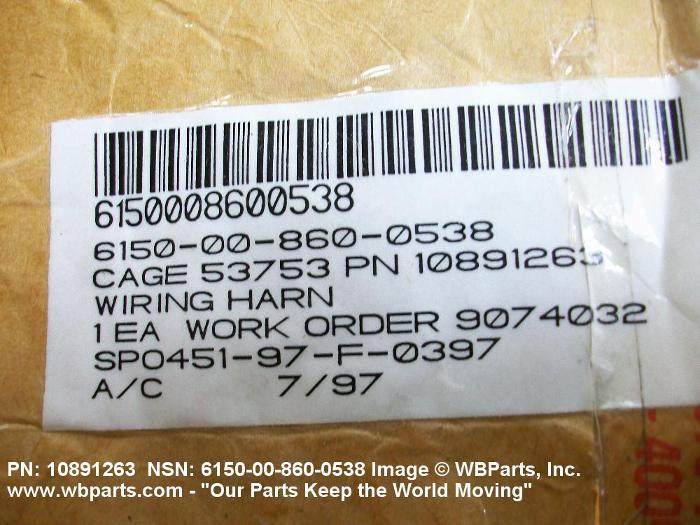 6150008600538
6150-00-860-0538
CAGE 53753 PN 10891263
WIRING HARN
1 EA WORK ORDER 9074032
SPO451-97-F-0397
A/C 7/97
-400
PN: 10891263 NSN: 6150-00-860-0538 Image © WBParts, Inc.
www.wbparts.com - "Our Parts Keep the World Moving"